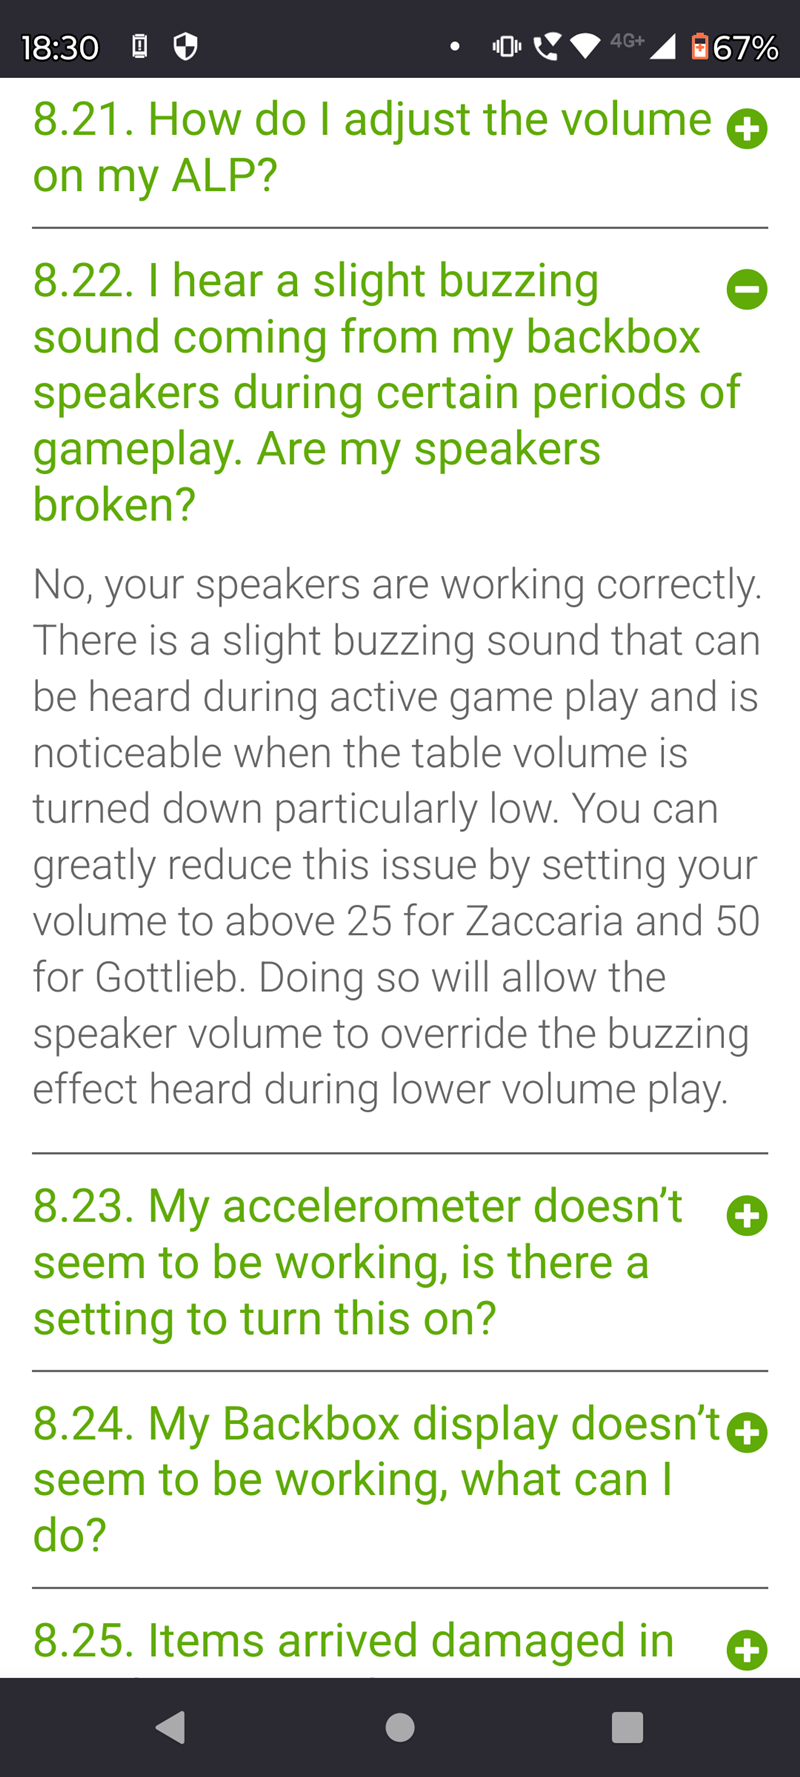 18:30
4G+
67%
8.21. How do I adjust the volume
on my ALP?
8.22. I hear a slight buzzing
sound coming from my backbox
speakers during certain periods of
gameplay. Are my speakers
broken?
No, your speakers are working correctly.
There is a slight buzzing sound that can
be heard during active game play and is
noticeable when the table volume is
turned down particularly low. You can
greatly reduce this issue by setting your
volume to above 25 for Zaccaria and 50
for Gottlieb. Doing so will allow the
speaker volume to override the buzzing
effect heard during lower volume play.
8.23. My accelerometer doesn’t
seem to be working, is there a
setting to turn this on?
8.24. My Backbox display doesn’t
seem to be working, what can I
do?
8.25. Items arrived damaged in